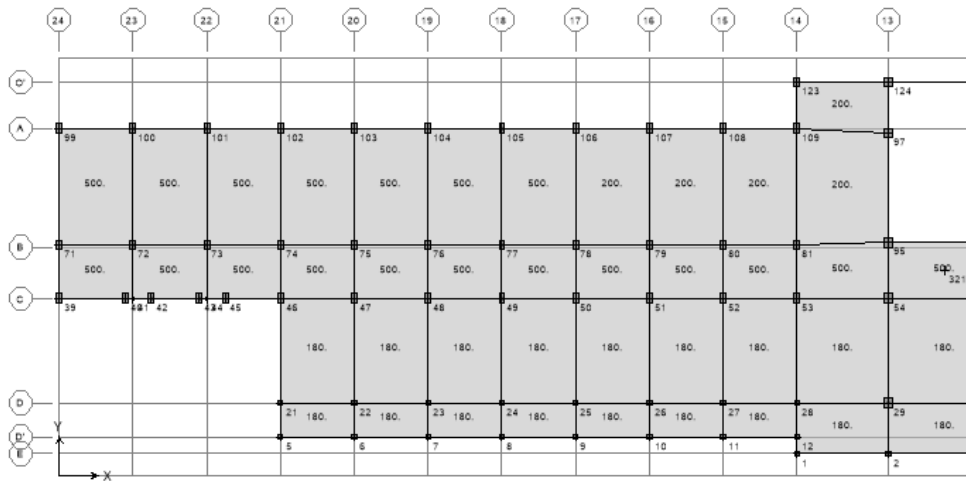 24 23 22 21 20 19 18 17 16 15 14 13
123 124
200.
A
99 100 101 102 103 104 105 106 107 108 109 97
500. 500. 500. 500. 500. 500. 500. 200. 200. 200. 200.
B
71 72 73 74 75 76 77 78 79 80 81 95
500. 500. 500. 500. 500. 500. 500. 500. 500. 500. 500. 500.
321
C
39 42 45 46 47 48 49 50 51 52 53 54
180. 180. 180. 180. 180. 180. 180. 180. 180.
D
21 22 23 24 25 26 27 28 29
180. 180. 180. 180. 180. 180. 180. 180. 180.
Y
D'
5 6 7 8 9 10 11 12
E
1 2
X